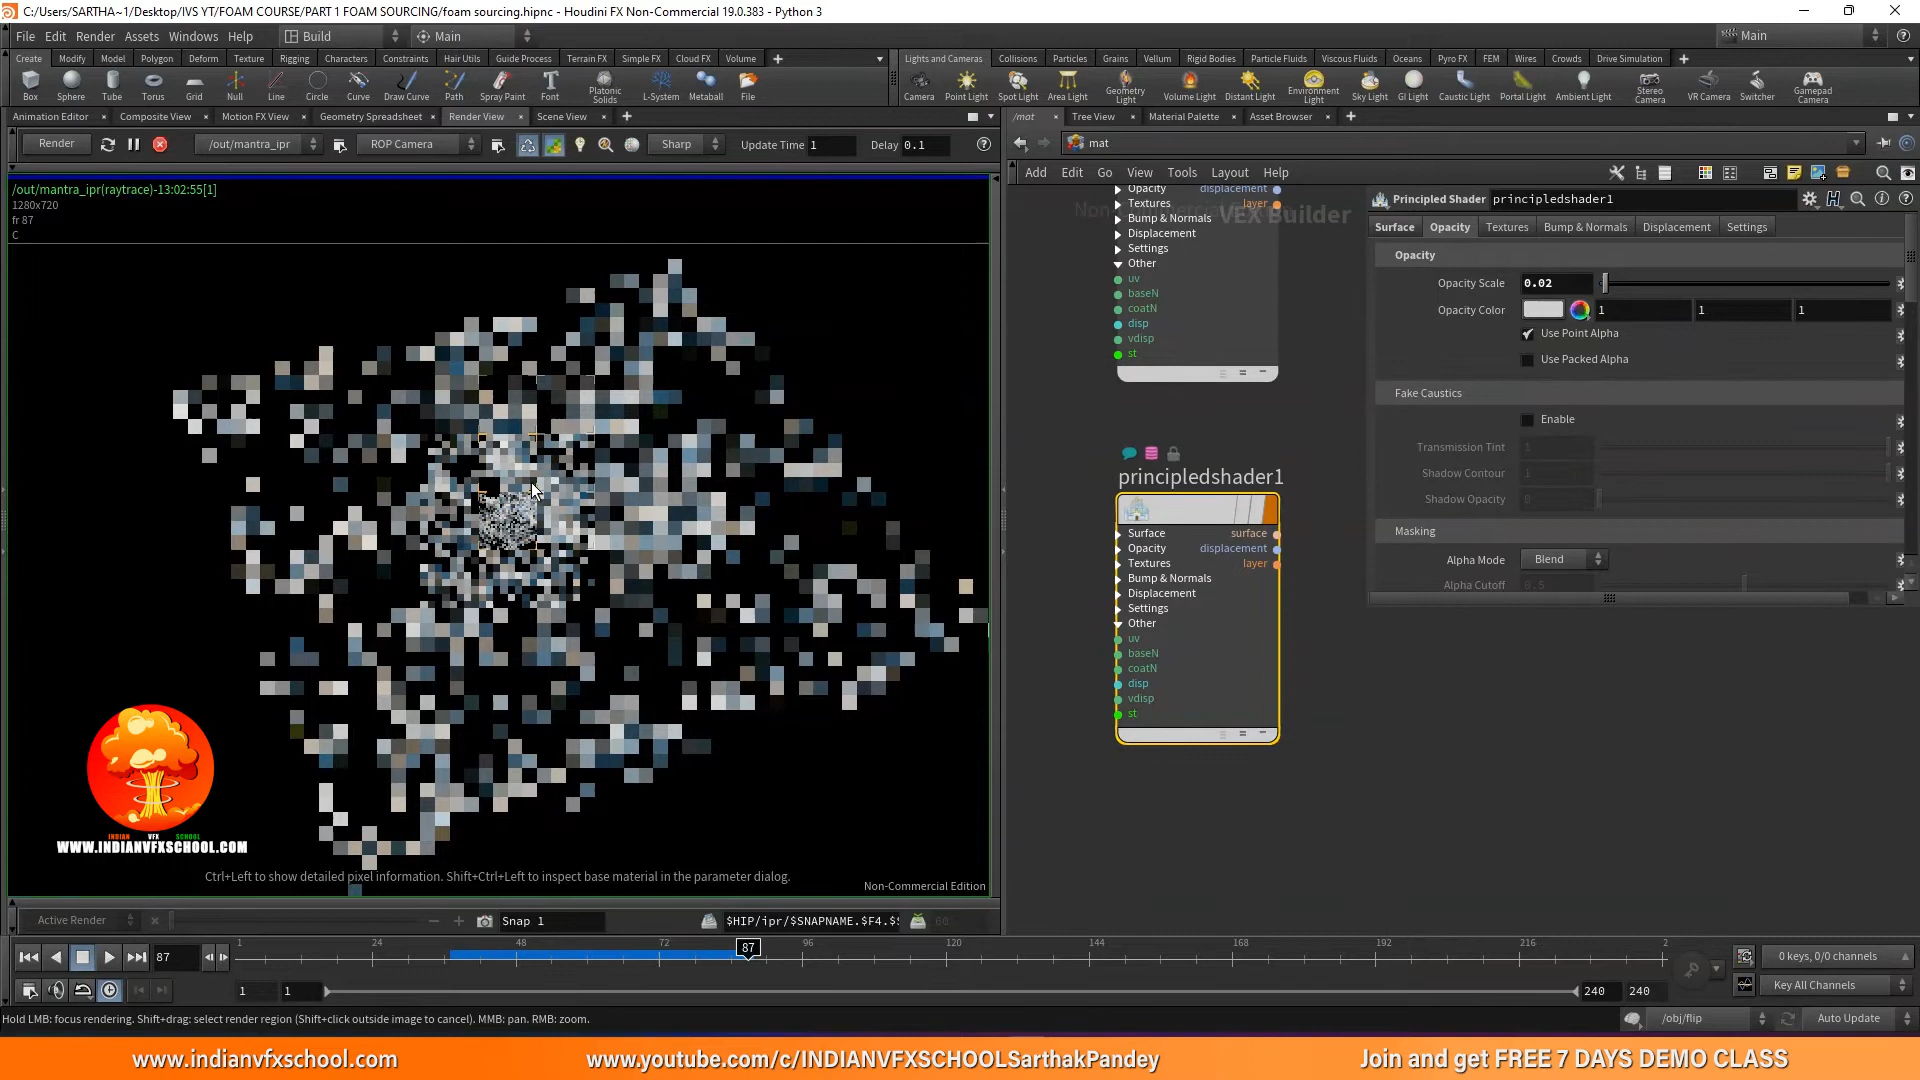 C:/Users/SARTHA~1/Desktop/IVS YT/FOAM COURSE/PART 1 FOAM SOURCING/foam sourcing.hipnc - Houdini FX Non-Commercial 19.0.383 - Python 3
File Edit Render Assets Windows Help Build Main Main
Create Modify Model Polygon Deform Texture Rigging Characters Constraints Hair Utils Guide Process Terrain FX Simple FX Cloud FX Volume
Lights and Cameras Collisions Particles Grains Vellum Rigid Bodies Particle Fluids Viscous Fluids Oceans Pyro FX FEM Wires Crowds Drive Simulation
Box Sphere Tube Torus Grid Null Line Circle Curve Draw Curve Path Spray Paint Font Platonic Solids L-System Metaball File
Camera Point Light Spot Light Area Light Geometry Light Volume Light Distant Light Environment Light Sky Light GI Light Caustic Light Portal Light Ambient Light Stereo Camera VR Camera Switcher Gamepad Camera
Animation Editor Composite View Motion FX View Geometry Spreadsheet Render View Scene View
/mat Tree View Material Palette Asset Browser
Render /out/mantra_ipr ROP Camera Sharp Update Time 1 Delay 0.1
mat
Add Edit Go View Tools Layout Help
/out/mantra_ipr(raytrace)-13:02:55[1]
1280x720
fr 87
C
VEX Builder
Opacity displacement
Textures layer
Bump & Normals
Displacement
Settings
Other
uv
baseN
coatN
disp
vdisp
st
principledshader1
Surface surface
Opacity displacement
Textures layer
Bump & Normals
Displacement
Settings
Other
uv
baseN
coatN
disp
vdisp
st
Principled Shader principledshader1
Surface Opacity Textures Bump & Normals Displacement Settings
Opacity
Opacity Scale 0.02
Opacity Color 1 1 1
Use Point Alpha
Use Packed Alpha
Fake Caustics
Enable
Transmission Tint 1
Shadow Contour 1
Shadow Opacity 0
Masking
Alpha Mode Blend
Alpha Cutoff 0.5
INDIAN VFX SCHOOL
WWW.INDIANVFXSCHOOL.COM
Ctrl+Left to show detailed pixel information. Shift+Ctrl+Left to inspect base material in the parameter dialog.
Non-Commercial Edition
Active Render Snap 1 $HIP/ipr/$SNAPNAME.$F4.$
1 24 48 72 87 96 120 144 168 192 216 2
87
0 keys, 0/0 channels
1 1 240 240
Key All Channels
Hold LMB: focus rendering. Shift+drag: select render region (Shift+click outside image to cancel). MMB: pan. RMB: zoom.
/obj/flip Auto Update
www.indianvfxschool.com www.youtube.com/c/INDIANVFXSCHOOLSarthakPandey Join and get FREE 7 DAYS DEMO CLASS